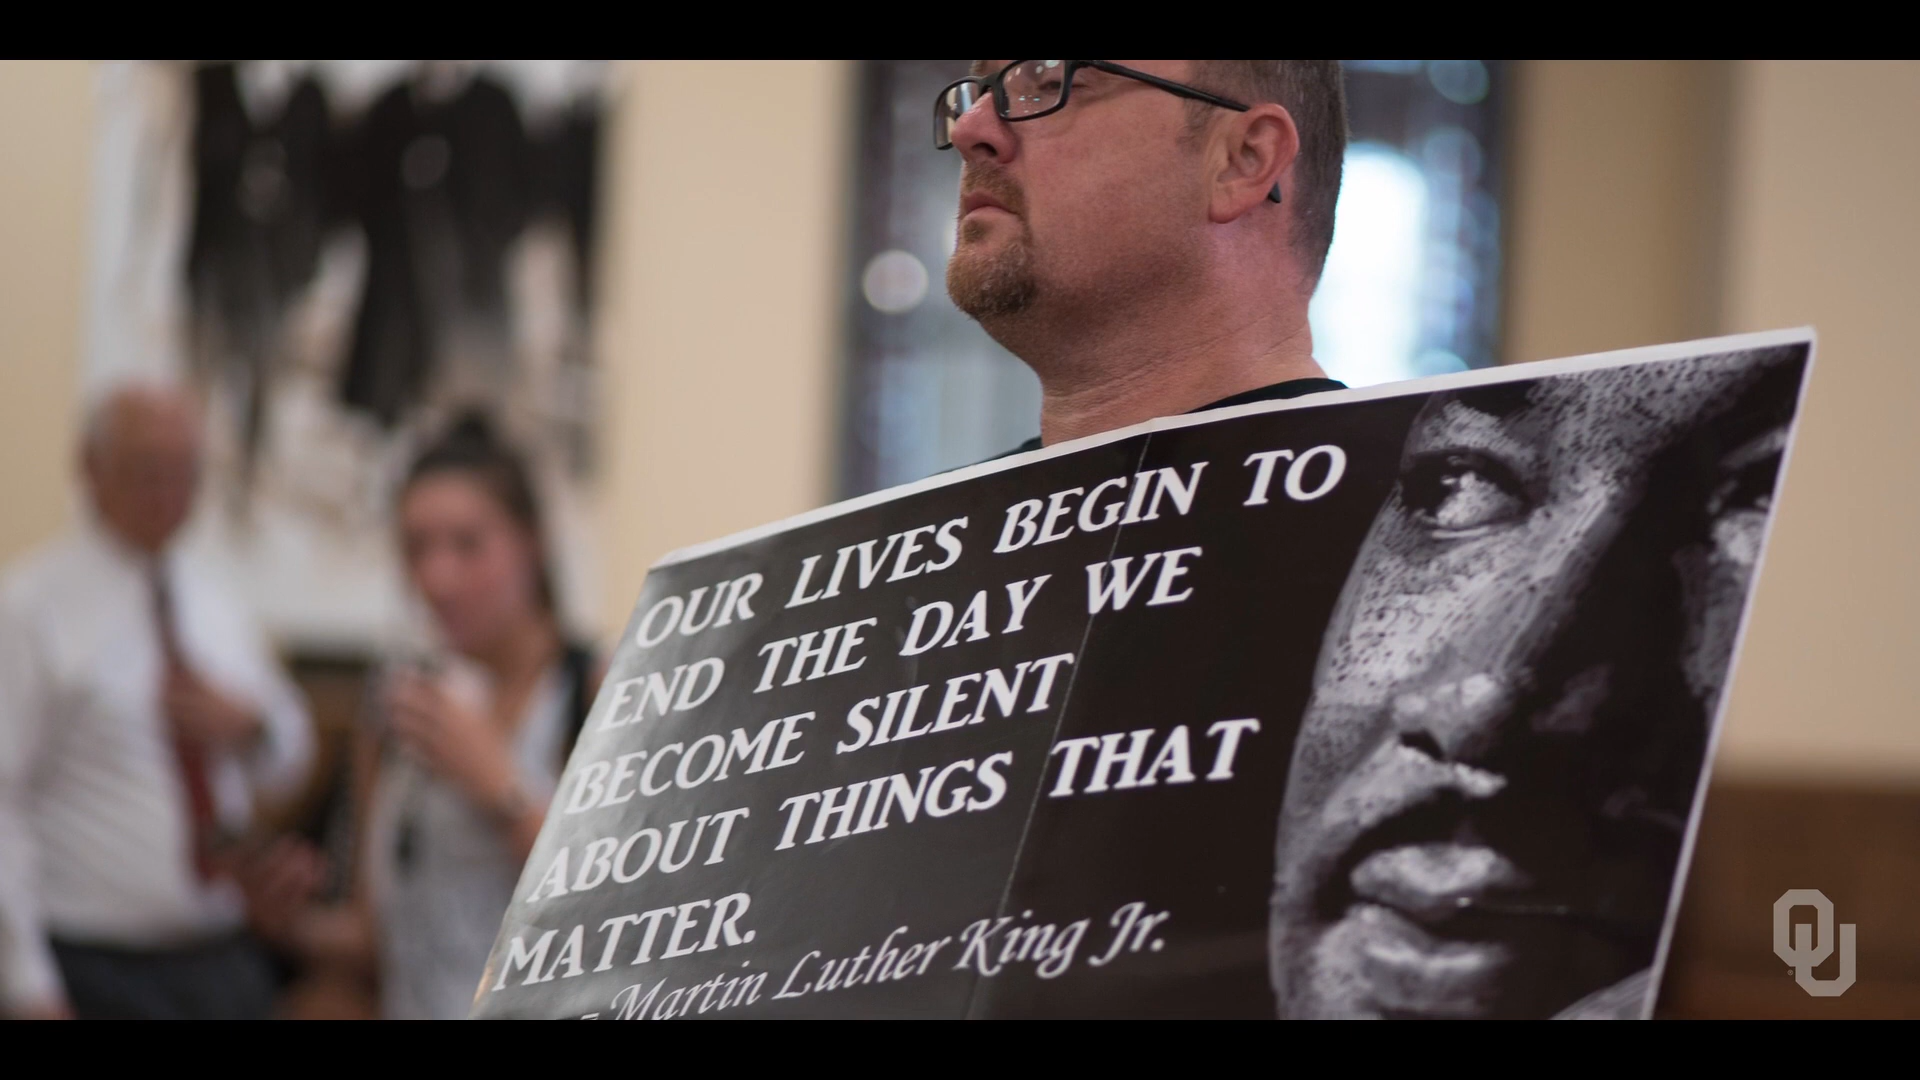 OUR LIVES BEGIN TO
END THE DAY WE
BECOME SILENT
ABOUT THINGS THAT
MATTER.
- Martin Luther King Jr.
OU